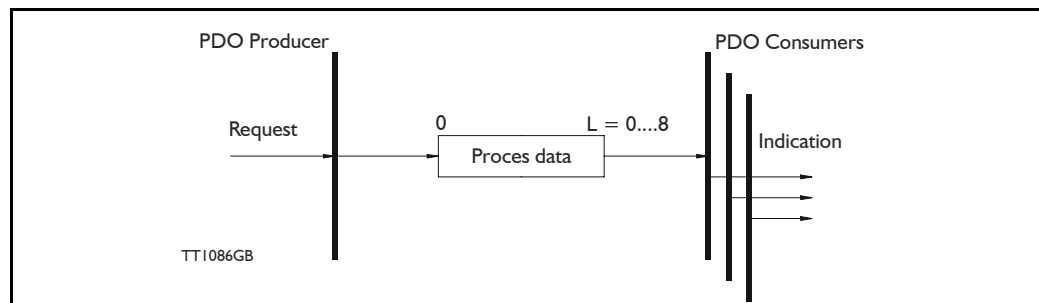 PDO Producer
PDO Consumers
Request
0
L = 0....8
Proces data
Indication
TT1086GB